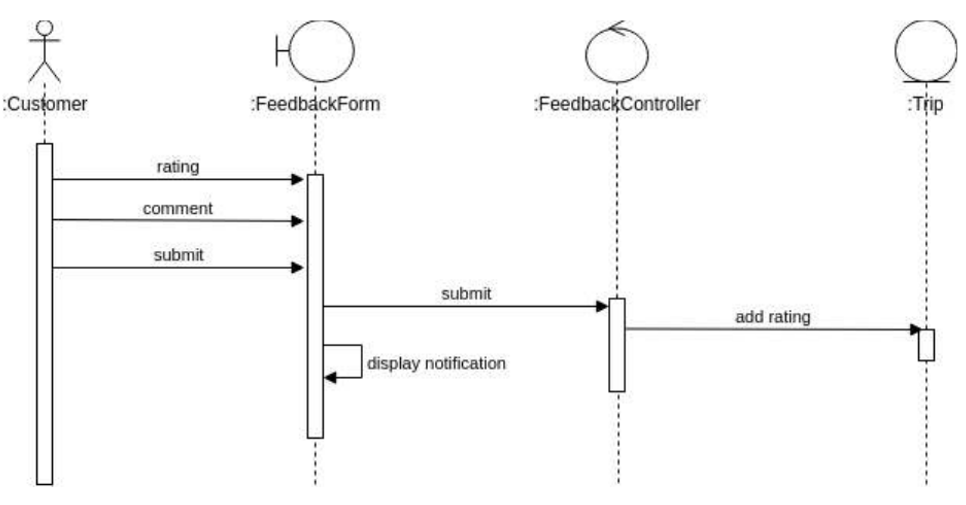 :Customer
:FeedbackForm
:FeedbackController
:Trip
rating
comment
submit
submit
add rating
display notification